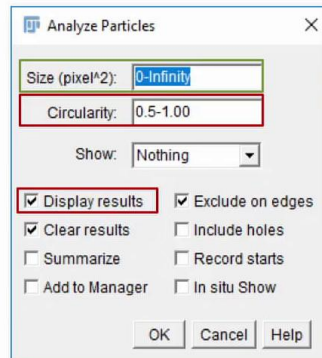 Analyze Particles
Size (pixel^2): 0-Infinity
Circularity: 0.5-1.00
Show: Nothing
Display results Exclude on edges
Clear results Include holes
Summarize Record starts
Add to Manager In situ Show
OK Cancel Help